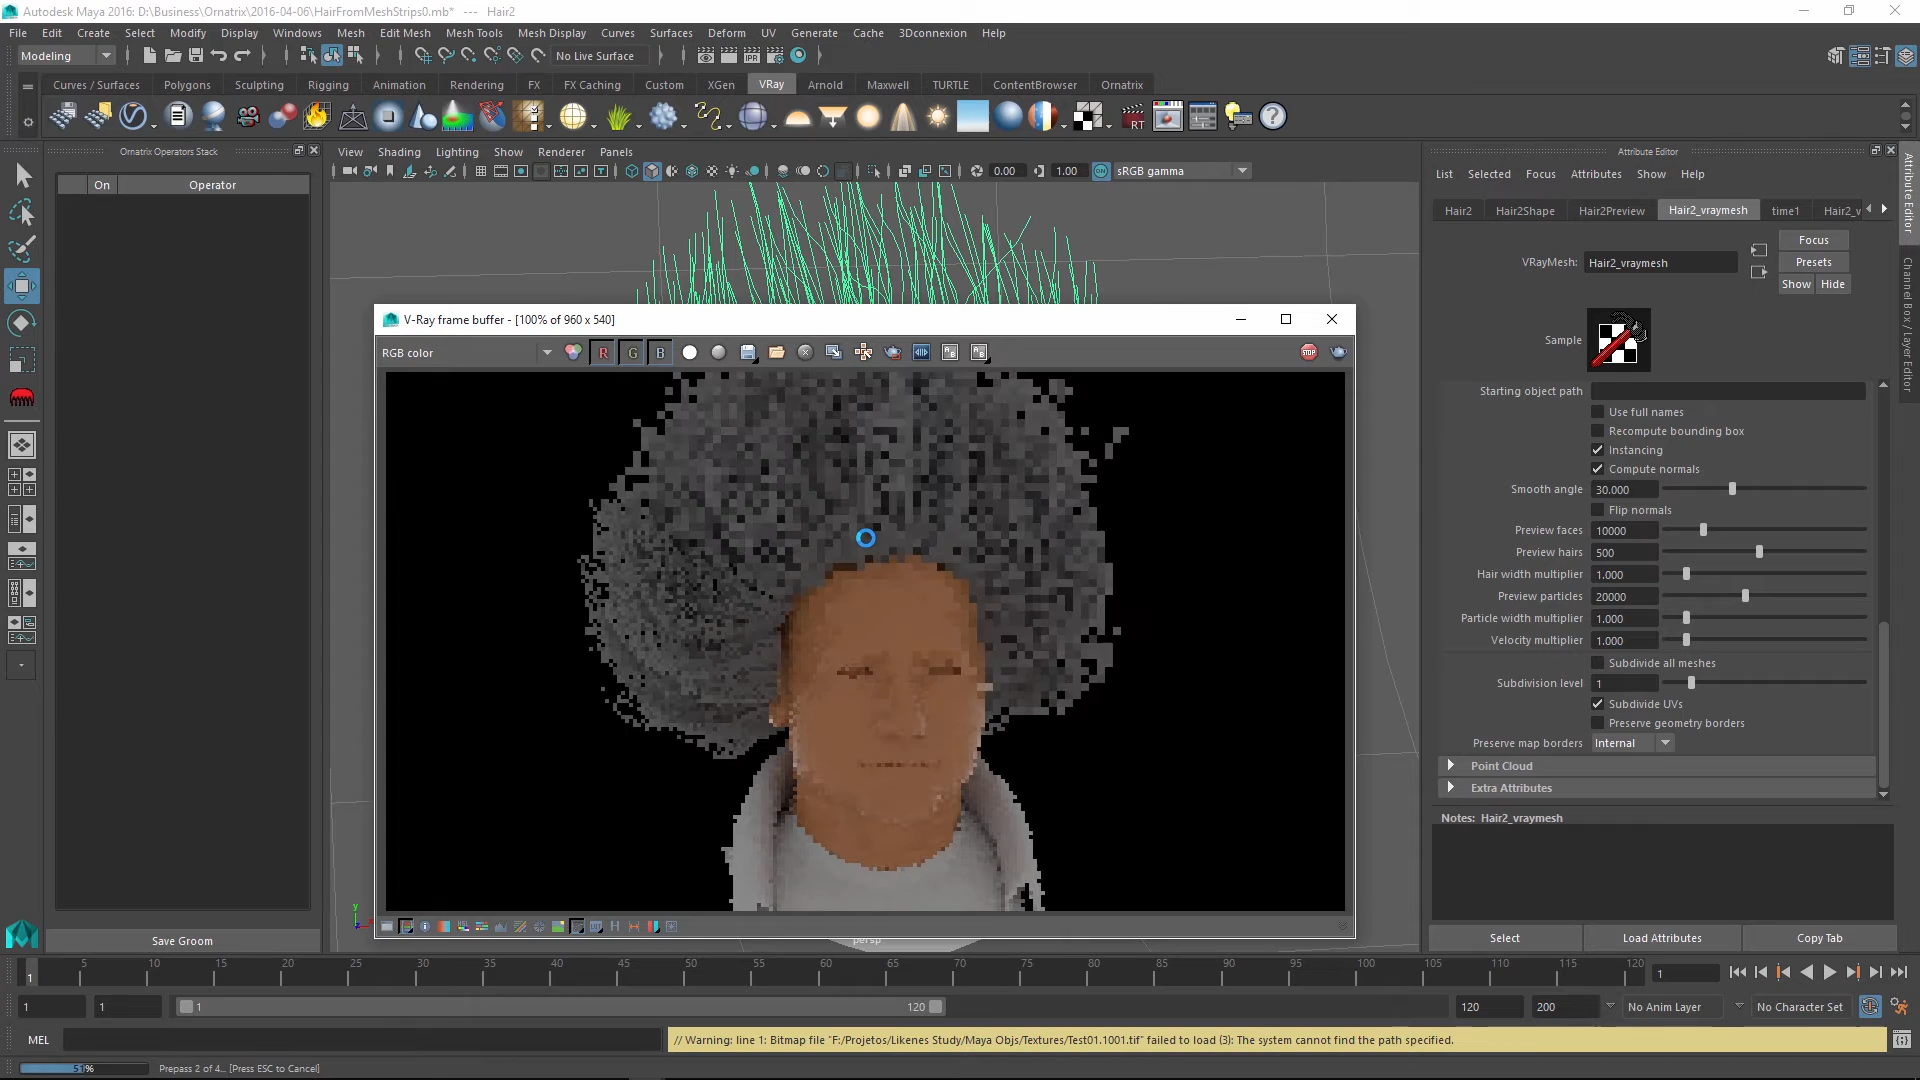 Autodesk Maya 2016: D:\Business\Ornatrix\2016-04-06\HairFromMeshStrips0.mb*   ---   Hair2
File Edit Create Select Modify Display Windows Mesh Edit Mesh Mesh Tools Mesh Display Curves Surfaces Deform UV Generate Cache 3Dconnexion Help
Modeling No Live Surface
Curves / Surfaces Polygons Sculpting Rigging Animation Rendering FX FX Caching Custom XGen VRay Arnold Maxwell TURTLE ContentBrowser Ornatrix
RT
Ornatrix Operators Stack
On Operator
Save Groom
View Shading Lighting Show Renderer Panels
0.00 1.00 ON sRGB gamma
V-Ray frame buffer - [100% of 960 x 540]
RGB color R G B STOP
persp
y
Attribute Editor
List Selected Focus Attributes Show Help
Hair2 Hair2Shape Hair2Preview Hair2_vraymesh time1 Hair2_v
Focus
VRayMesh: Hair2_vraymesh Presets
Show Hide
Sample
Starting object path
Use full names
Recompute bounding box
Instancing
Compute normals
Smooth angle 30.000
Flip normals
Preview faces 10000
Preview hairs 500
Hair width multiplier 1.000
Preview particles 20000
Particle width multiplier 1.000
Velocity multiplier 1.000
Subdivide all meshes
Subdivision level 1
Subdivide UVs
Preserve geometry borders
Preserve map borders Internal
Point Cloud
Extra Attributes
Notes: Hair2_vraymesh
Select Load Attributes Copy Tab
Attribute Editor
Channel Box / Layer Editor
1 5 10 15 20 25 30 35 40 45 50 55 60 65 70 75 80 85 90 95 100 105 110 115 120 1
1 1 1 120 120 200 No Anim Layer No Character Set
MEL // Warning: line 1: Bitmap file "F:/Projetos/Likenes Study/Maya Objs/Textures/Test01.1001.tif" failed to load (3): The system cannot find the path specified.
51% Prepass 2 of 4... [Press ESC to Cancel]